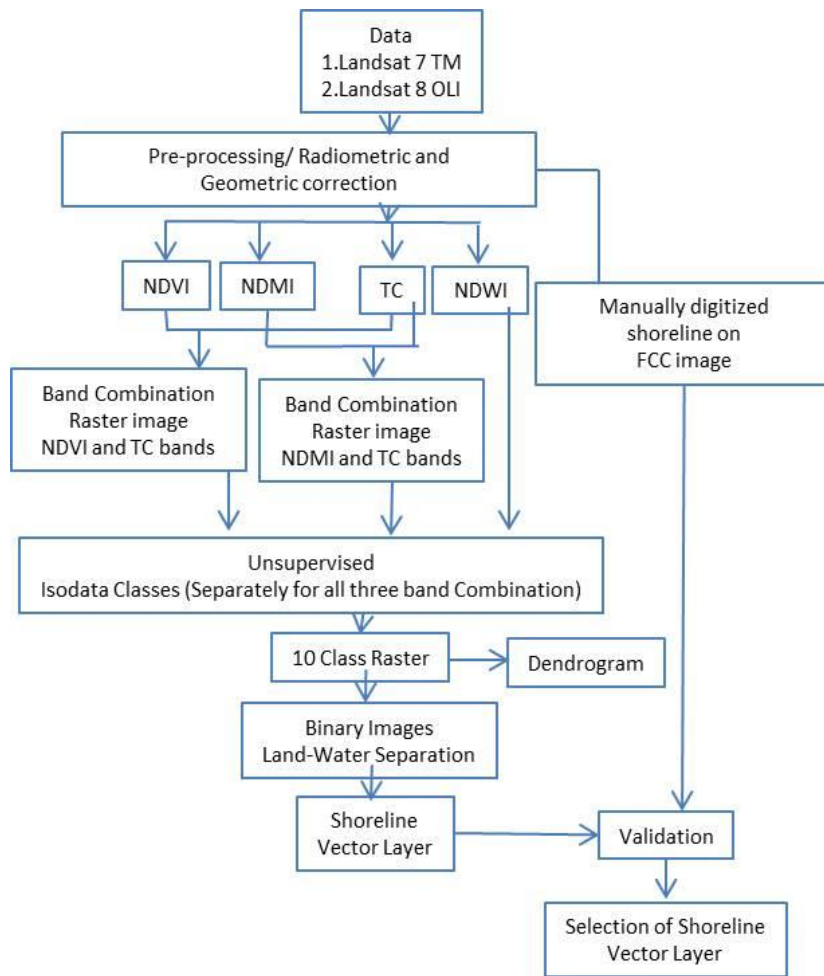 Data
1.Landsat 7 TM
2.Landsat 8 OLI
Pre-processing/ Radiometric and
Geometric correction
NDVI
NDMI
TC
NDWI
Manually digitized
shoreline on
FCC image
Band Combination
Raster image
NDVI and TC bands
Band Combination
Raster image
NDMI and TC bands
Unsupervised
Isodata Classes (Separately for all three band Combination)
10 Class Raster
Dendrogram
Binary Images
Land-Water Separation
Shoreline
Vector Layer
Validation
Selection of Shoreline
Vector Layer